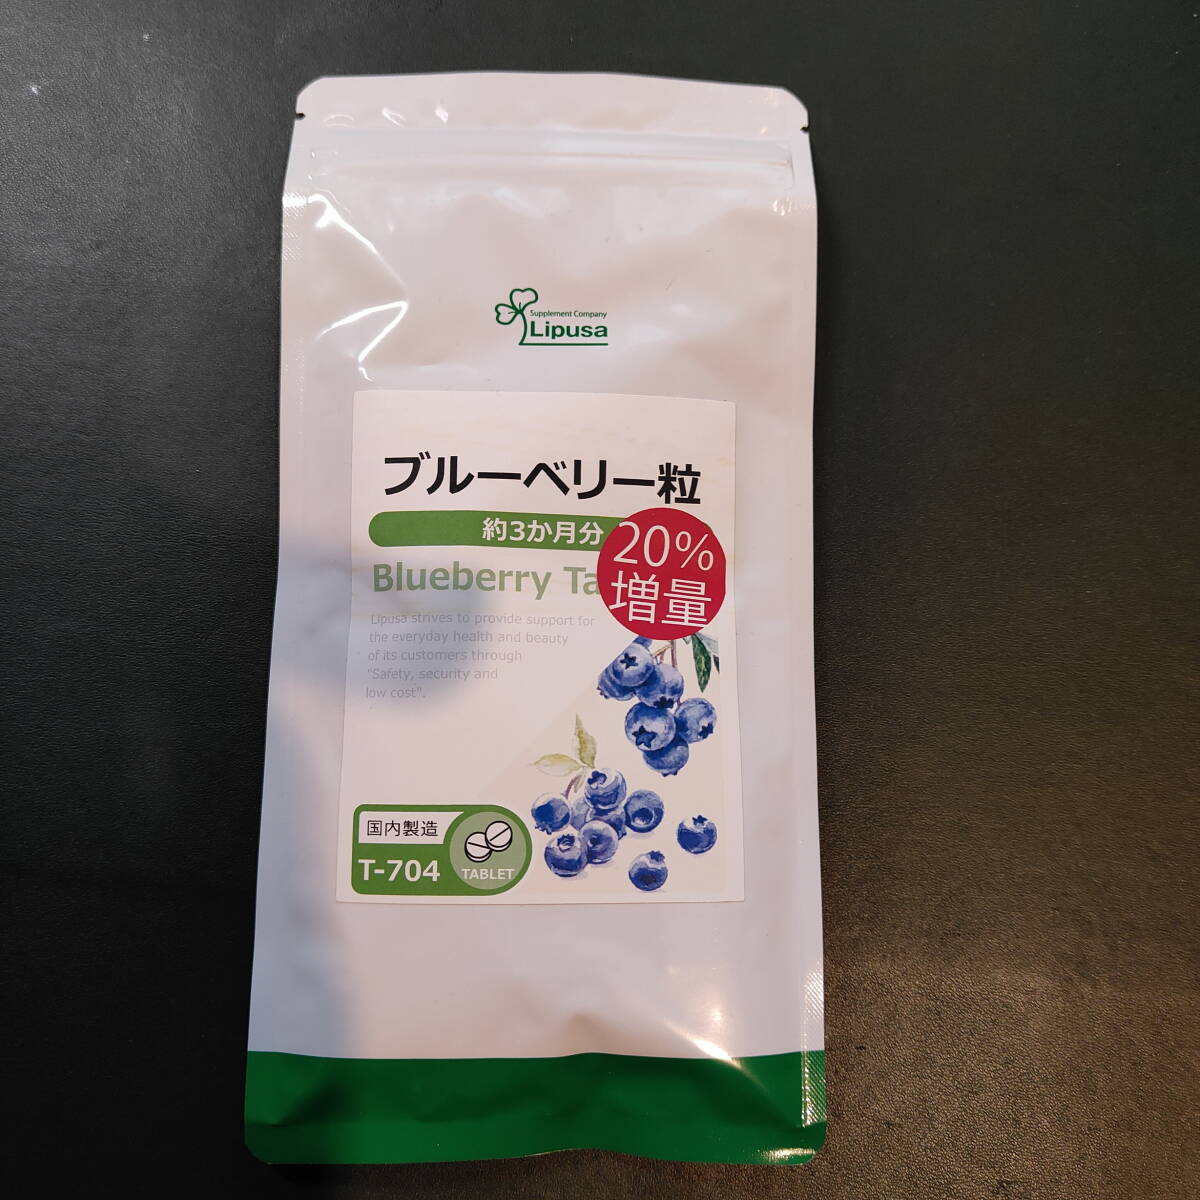 Supplement Company
Lipusa
ブルーベリー粒
約3か月分
20%
増量
Blueberry Ta
Lipusa strives to provide support for
the everyday health and beauty
of its customers through
"Safety, security and
low cost".
国内製造
T-704
TABLET